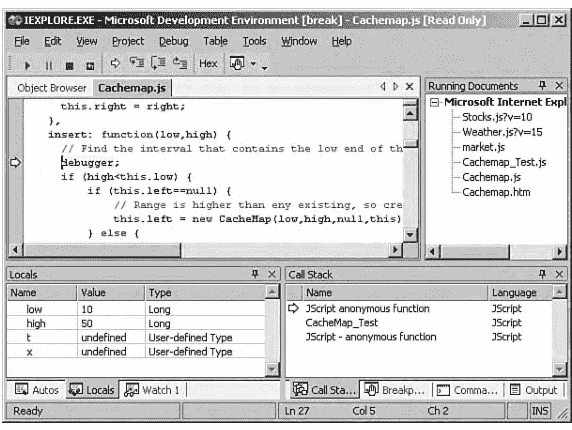 IEXPLORE.EXE - Microsoft Development Environment [break] - Cachemap.js [Read Only]
File Edit View Project Debug Table Tools Window Help
Hex
Object Browser Cachemap.js
this.right = right;
},
insert: function(low,high) {
// Find the interval that contains the low end of th
debugger;
if (high<this.low) {
if (this.left==null) {
// Range is higher than eny existing, so cre
this.left = new CacheMap(low,high,null,this)
} else {
Running Documents
Microsoft Internet Expl
Stocks.js?v=10
Weather.js?v=15
market.js
Cachemap_Test.js
Cachemap.js
Cachemap.htm
Locals
Name Value Type
low 10 Long
high 50 Long
t undefined User-defined Type
x undefined User-defined Type
Autos Locals Watch 1
Call Stack
Name Language
JScript anonymous function JScript
CacheMap_Test JScript
JScript - anonymous function JScript
Call Sta... Breakp... Comma... Output
Ready Ln 27 Col 5 Ch 2 INS